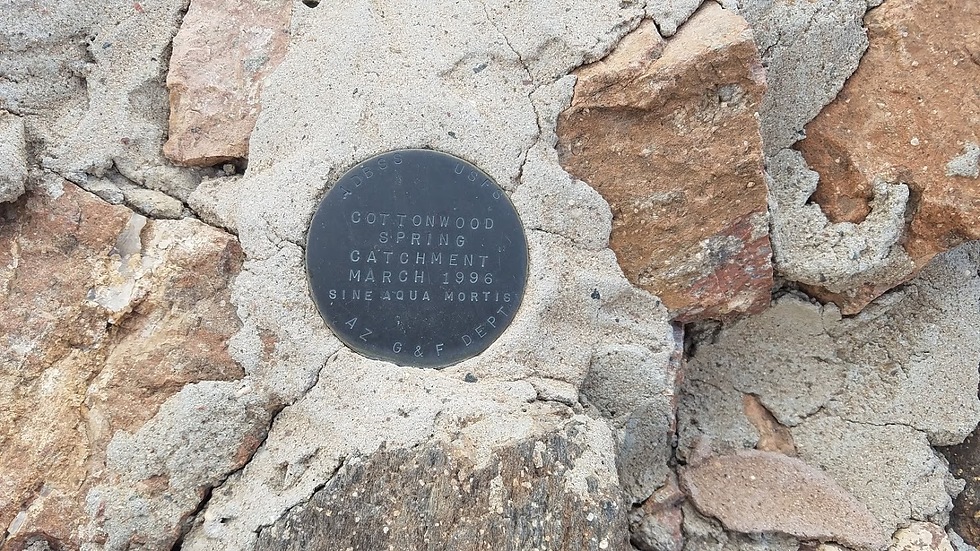 ADBSS USFS
COTTONWOOD
SPRING
CATCHMENT
MARCH 1996
SINE AQUA MORTIS
AZ G & F DEPT